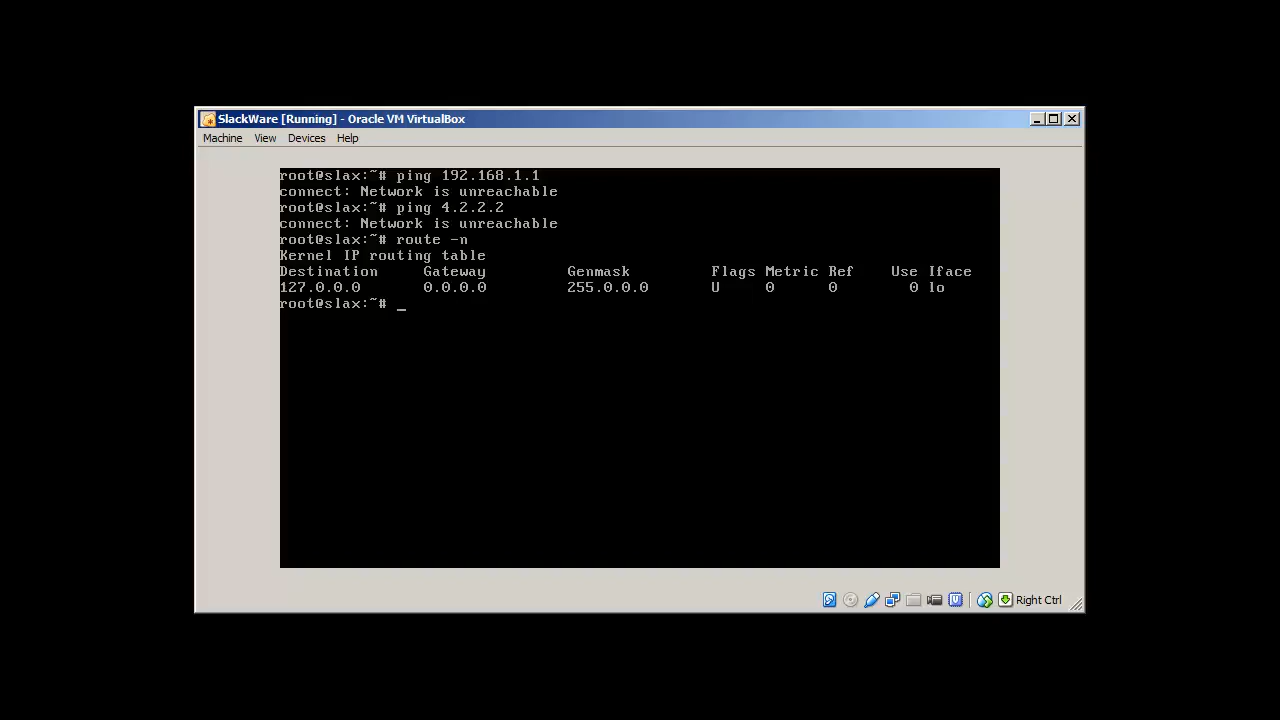 SlackWare [Running] - Oracle VM VirtualBox
Machine View Devices Help
root@slax:~# ping 192.168.1.1
connect: Network is unreachable
root@slax:~# ping 4.2.2.2
connect: Network is unreachable
root@slax:~# route -n
Kernel IP routing table
Destination Gateway Genmask Flags Metric Ref Use Iface
127.0.0.0 0.0.0.0 255.0.0.0 U 0 0 0 lo
root@slax:~# _
Right Ctrl